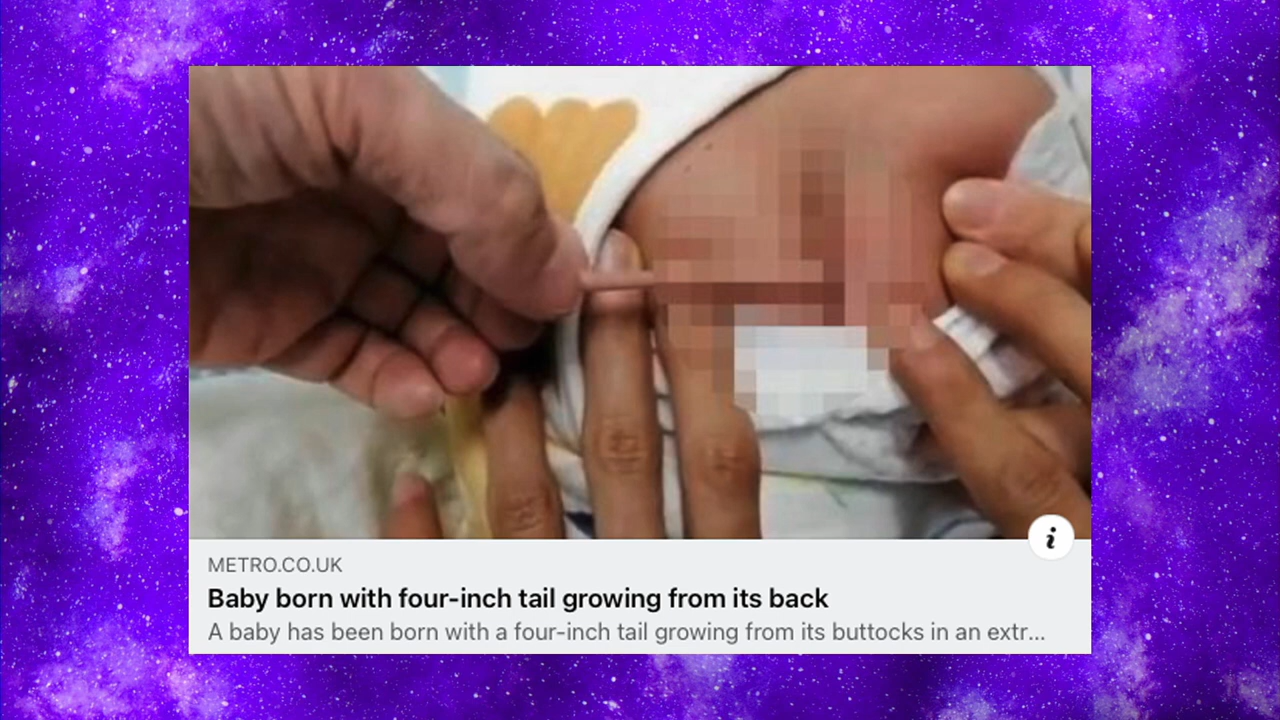 METRO.CO.UK
Baby born with four-inch tail growing from its back
A baby has been born with a four-inch tail growing from its buttocks in an extr...